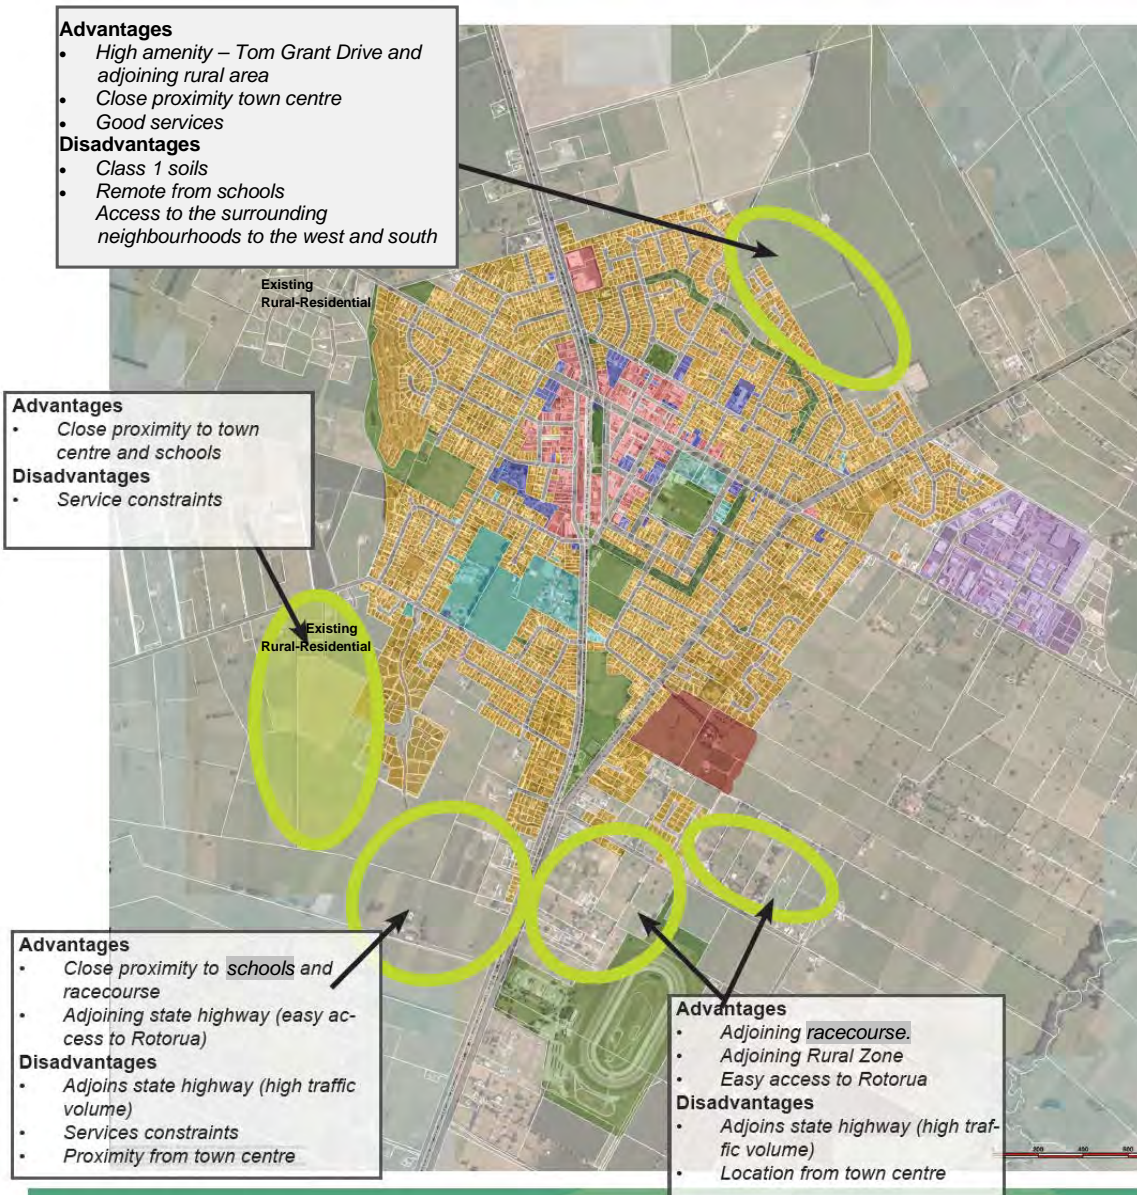 Advantages
• High amenity – Tom Grant Drive and
adjoining rural area
• Close proximity town centre
• Good services
Disadvantages
• Class 1 soils
• Remote from schools
Access to the surrounding
neighbourhoods to the west and south
Existing
Rural-Residential
Advantages
• Close proximity to town
centre and schools
Disadvantages
• Service constraints
Existing
Rural-Residential
Advantages
• Close proximity to schools and
racecourse
• Adjoining state highway (easy ac-
cess to Rotorua)
Disadvantages
• Adjoins state highway (high traffic
volume)
• Services constraints
• Proximity from town centre
Advantages
• Adjoining racecourse.
• Adjoining Rural Zone
• Easy access to Rotorua
Disadvantages
• Adjoins state highway (high traf-
fic volume)
• Location from town centre
200 400 600